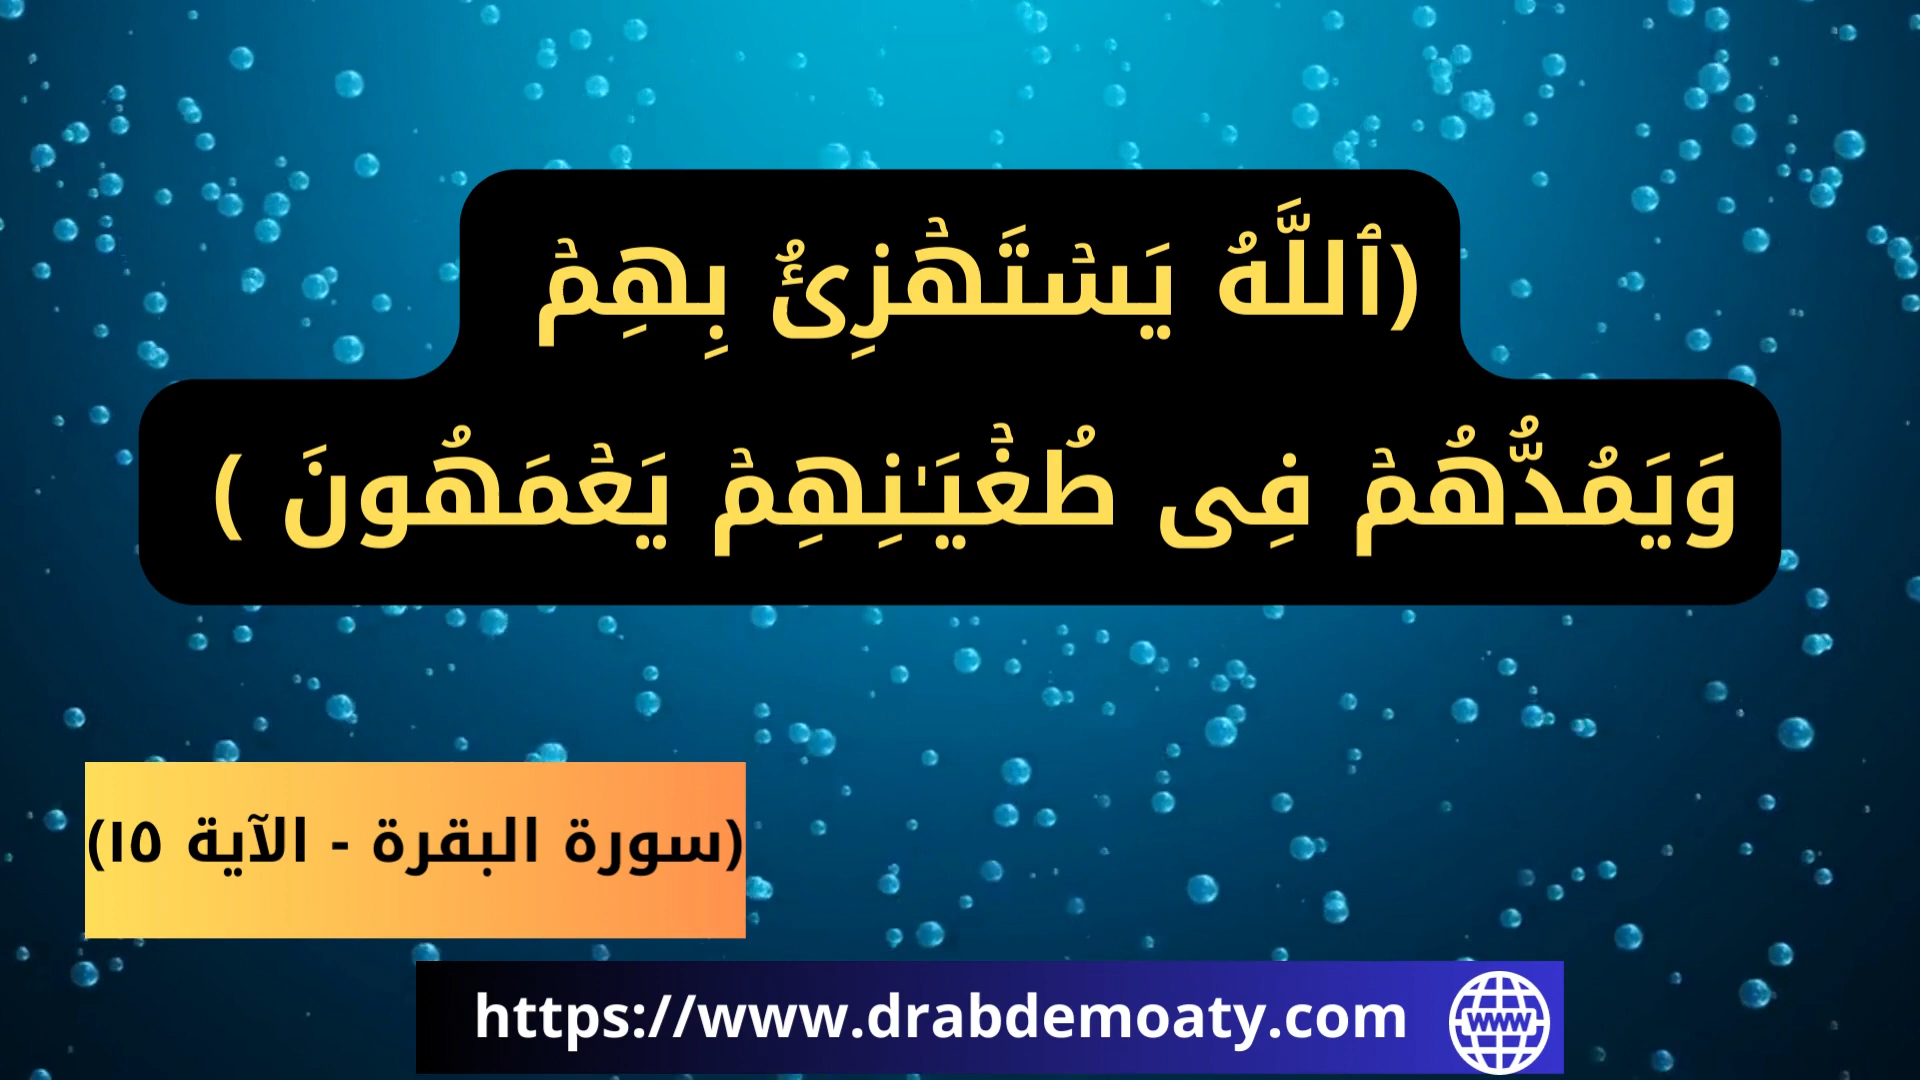 (ٱللَّهُ يَسۡتَهۡزِئُ بِهِمۡ
وَيَمُدُّهُمۡ فِى طُغۡيَـٰنِهِمۡ يَعۡمَهُونَ )
(سورة البقرة - الآية ١٥)
https://www.drabdemoaty.com
WWW